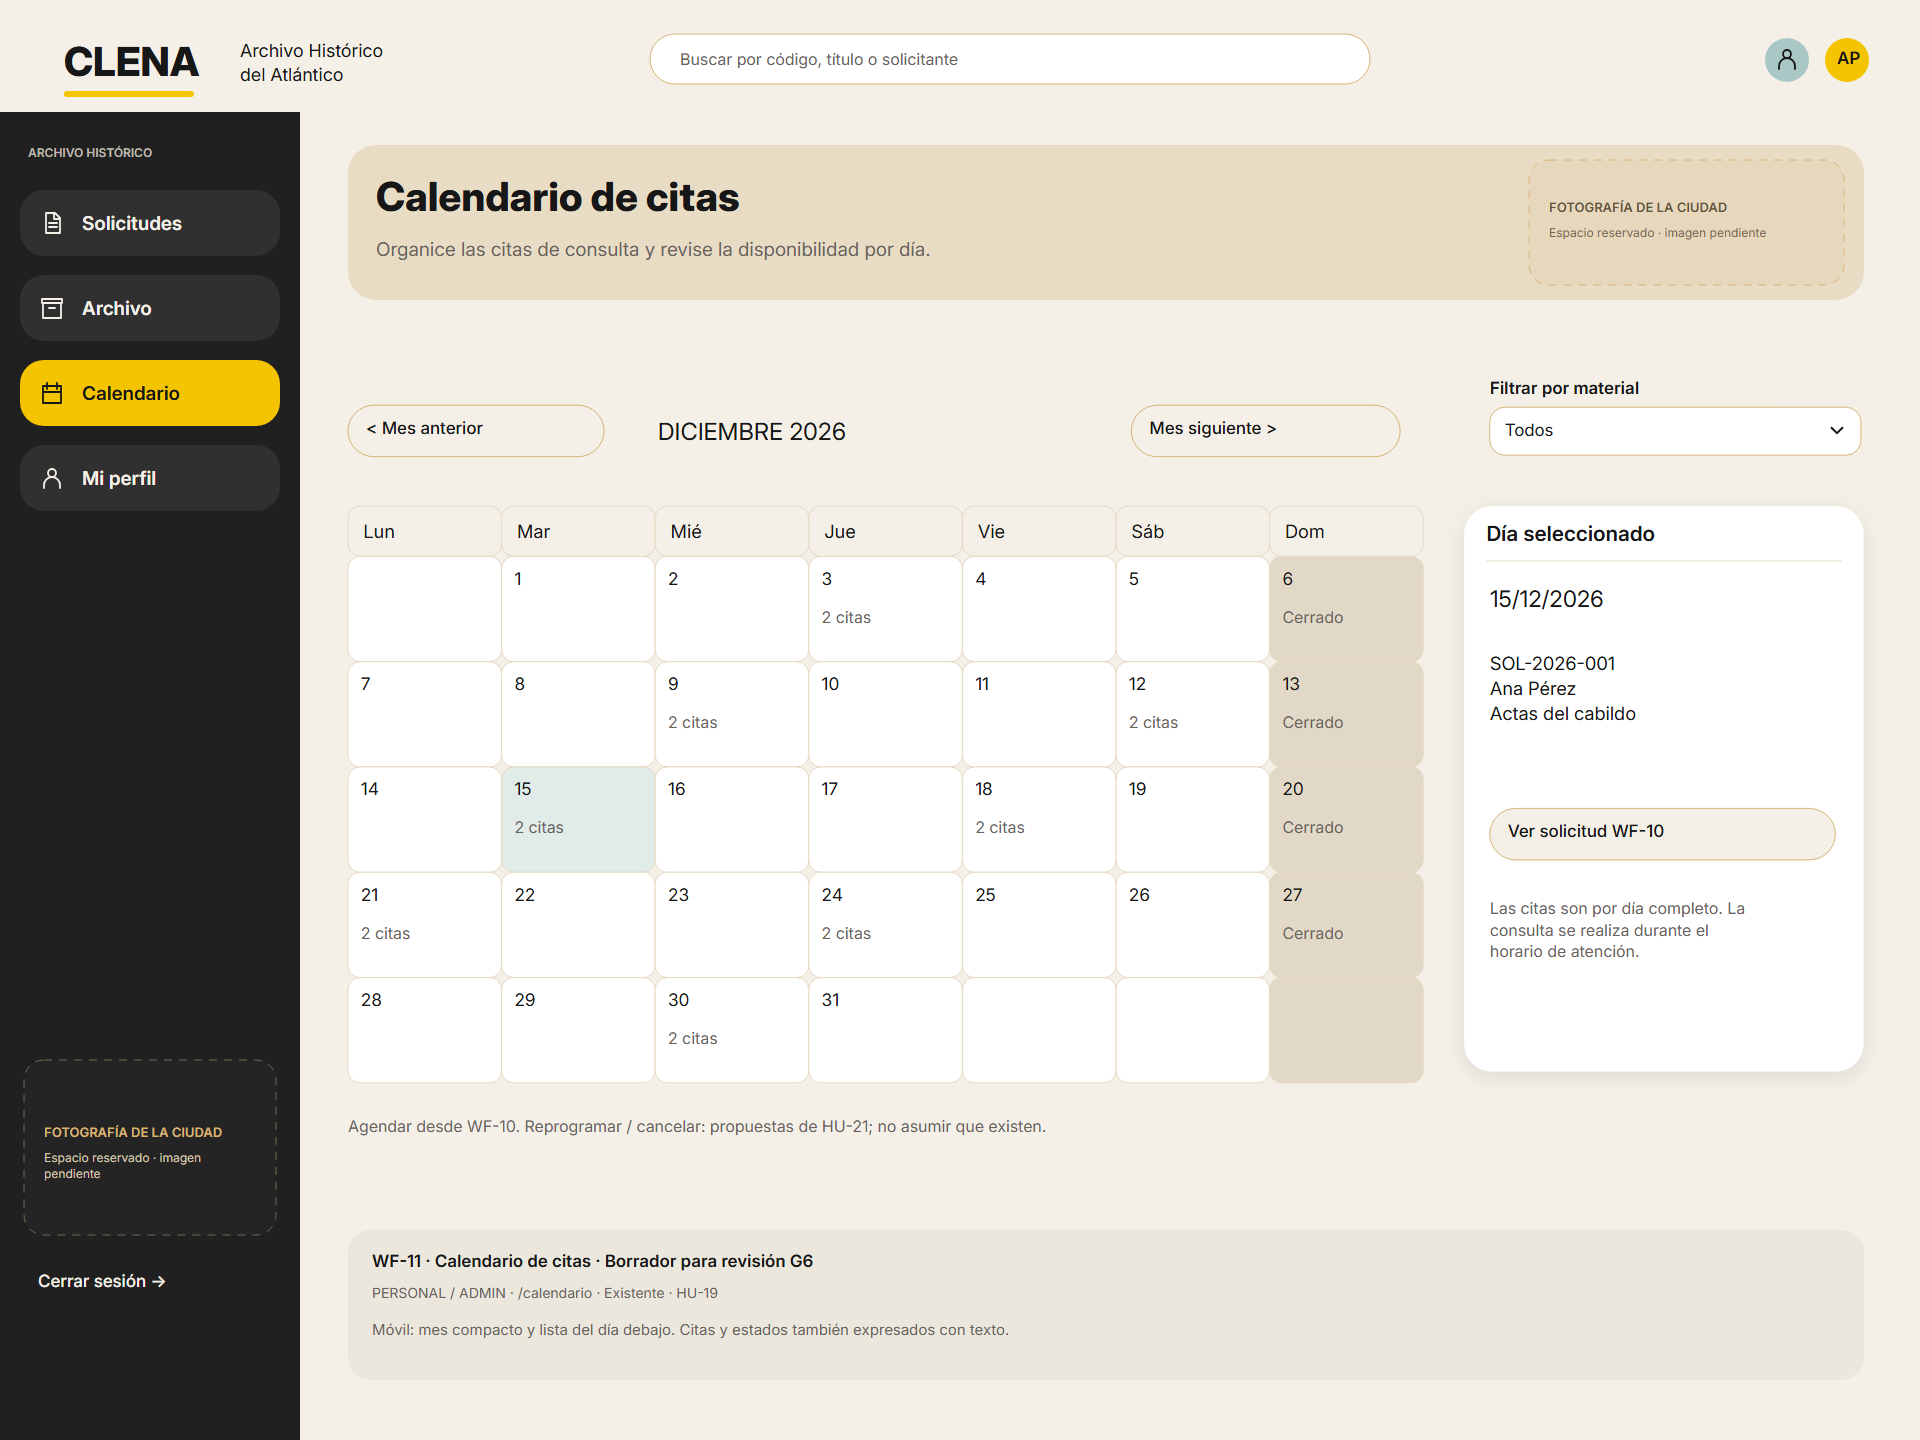 CLENA
Archivo Histórico
del Atlántico
Buscar por código, título o solicitante
AP
ARCHIVO HISTÓRICO
Solicitudes
Archivo
Calendario
Mi perfil
FOTOGRAFÍA DE LA CIUDAD
Espacio reservado · imagen
pendiente
Cerrar sesión →
Calendario de citas
Organice las citas de consulta y revise la disponibilidad por día.
FOTOGRAFÍA DE LA CIUDAD
Espacio reservado · imagen pendiente
< Mes anterior
DICIEMBRE 2026
Mes siguiente >
Filtrar por material
Todos
Lun Mar Mié Jue Vie Sáb Dom
1 2 3 4 5 6
2 citas Cerrado
7 8 9 10 11 12 13
2 citas 2 citas Cerrado
14 15 16 17 18 19 20
2 citas 2 citas Cerrado
21 22 23 24 25 26 27
2 citas 2 citas Cerrado
28 29 30 31
2 citas
Día seleccionado
15/12/2026
SOL-2026-001
Ana Pérez
Actas del cabildo
Ver solicitud WF-10
Las citas son por día completo. La
consulta se realiza durante el
horario de atención.
Agendar desde WF-10. Reprogramar / cancelar: propuestas de HU-21; no asumir que existen.
WF-11 · Calendario de citas · Borrador para revisión G6
PERSONAL / ADMIN · /calendario · Existente · HU-19
Móvil: mes compacto y lista del día debajo. Citas y estados también expresados con texto.